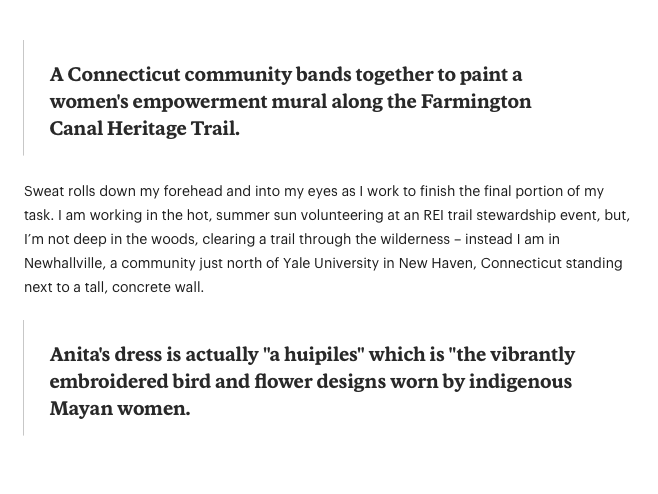 A Connecticut community bands together to paint a
women's empowerment mural along the Farmington
Canal Heritage Trail.
Sweat rolls down my forehead and into my eyes as I work to finish the final portion of my
task. I am working in the hot, summer sun volunteering at an REI trail stewardship event, but,
I’m not deep in the woods, clearing a trail through the wilderness – instead I am in
Newhallville, a community just north of Yale University in New Haven, Connecticut standing
next to a tall, concrete wall.
Anita's dress is actually "a huipiles" which is "the vibrantly
embroidered bird and flower designs worn by indigenous
Mayan women.